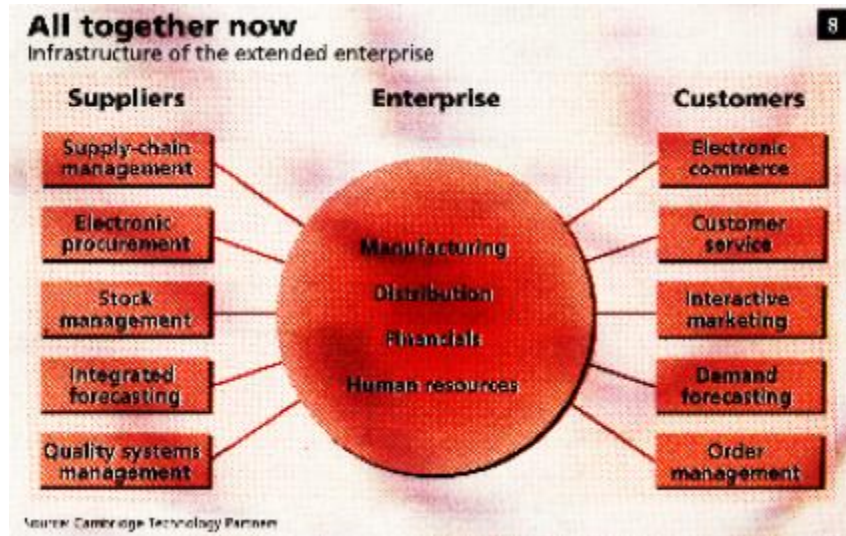 All together now
8
Infrastructure of the extended enterprise
Suppliers
Enterprise
Customers
Supply-chain
management
Electronic
procurement
Stock
management
Integrated
forecasting
Quality systems
management
Manufacturing
Distribution
Financials
Human resources
Electronic
commerce
Customer
service
Interactive
marketing
Demand
forecasting
Order
management
Source: Cambridge Technology Partners